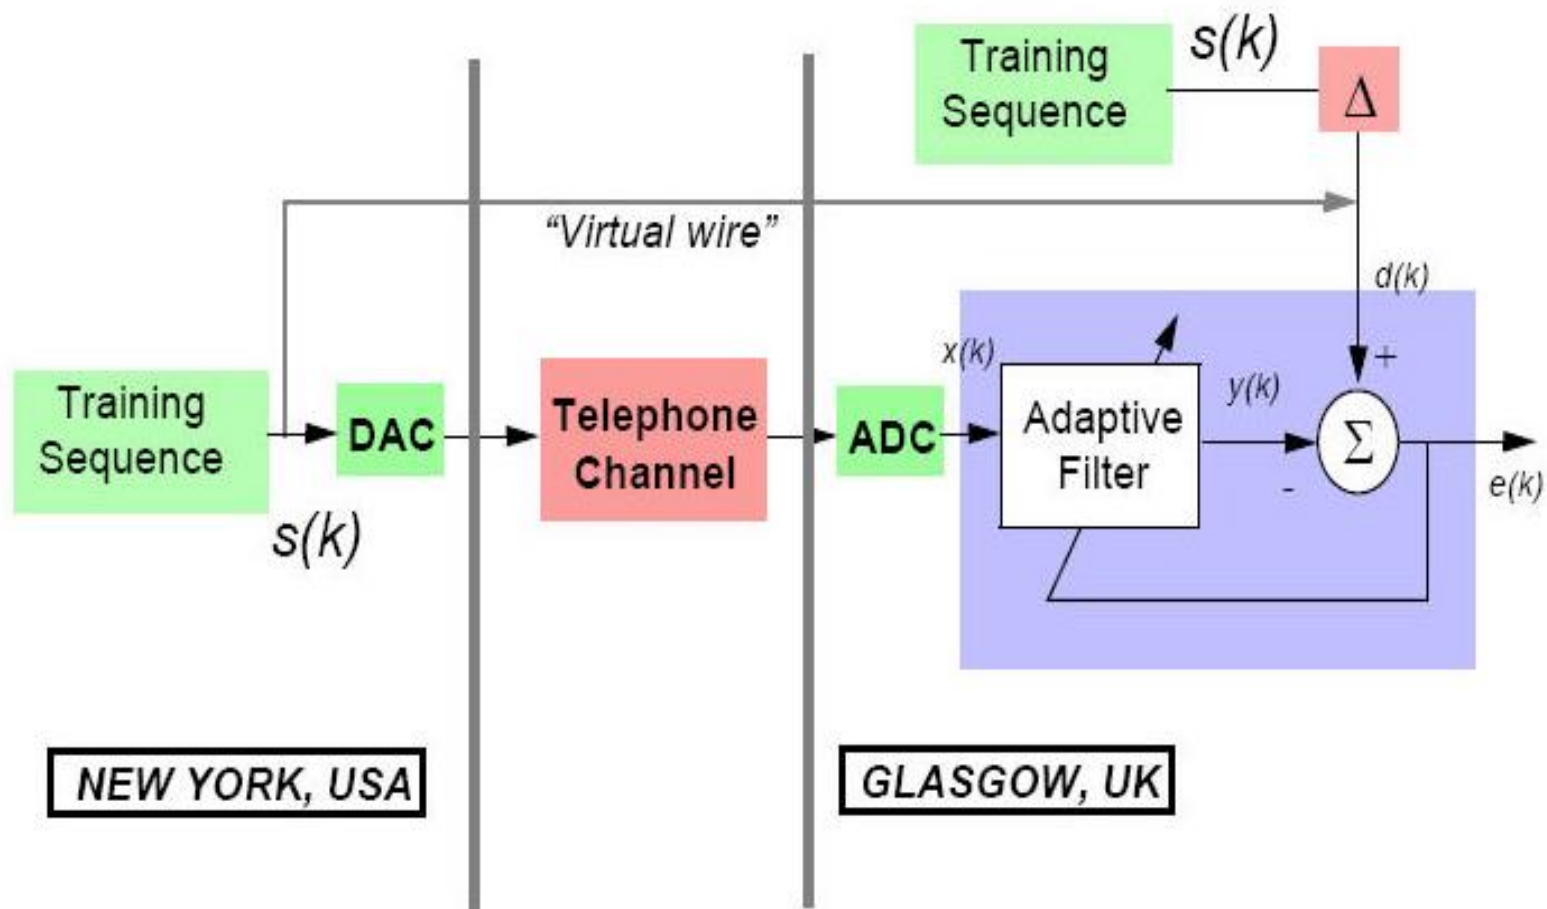 Training
Sequence
s(k)
Δ
“Virtual wire”
d(k)
x(k)
+
Training
Sequence
DAC
Telephone
Channel
ADC
Adaptive
Filter
y(k)
Σ
-
e(k)
s(k)
NEW YORK, USA
GLASGOW, UK